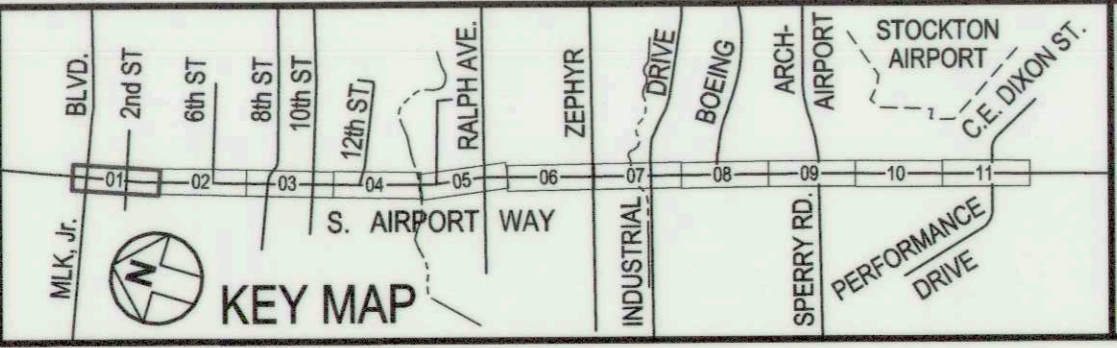 MLK, Jr. BLVD.
2nd ST
6th ST
8th ST
10th ST
12th ST
RALPH AVE.
ZEPHYR
INDUSTRIAL DRIVE
BOEING
ARCH-
AIRPORT
SPERRY RD.
STOCKTON
AIRPORT
C.E. DIXON ST.
01
02
03
04
05
06
07
08
09
10
11
S. AIRPORT WAY
PERFORMANCE
DRIVE
N
KEY MAP